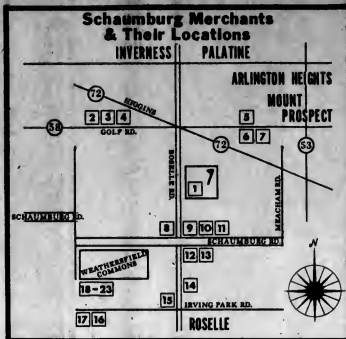 Schaumburg Merchants
& Their Locations
INVERNESS PALATINE
ARLINGTON HEIGHTS
MOUNT
PROSPECT
72
HIGGINS
2 3 4
5
58
GOLF RD.
6 7
72
53
ROSELLE RD.
1 7
MEACHAM RD.
SCHAUMBURG RD.
8
9 10 11
SCHAUMBURG RD.
WEATHERSFIELD
COMMONS
12 13
N
18-23
14
15
IRVING PARK RD.
17 16
ROSELLE